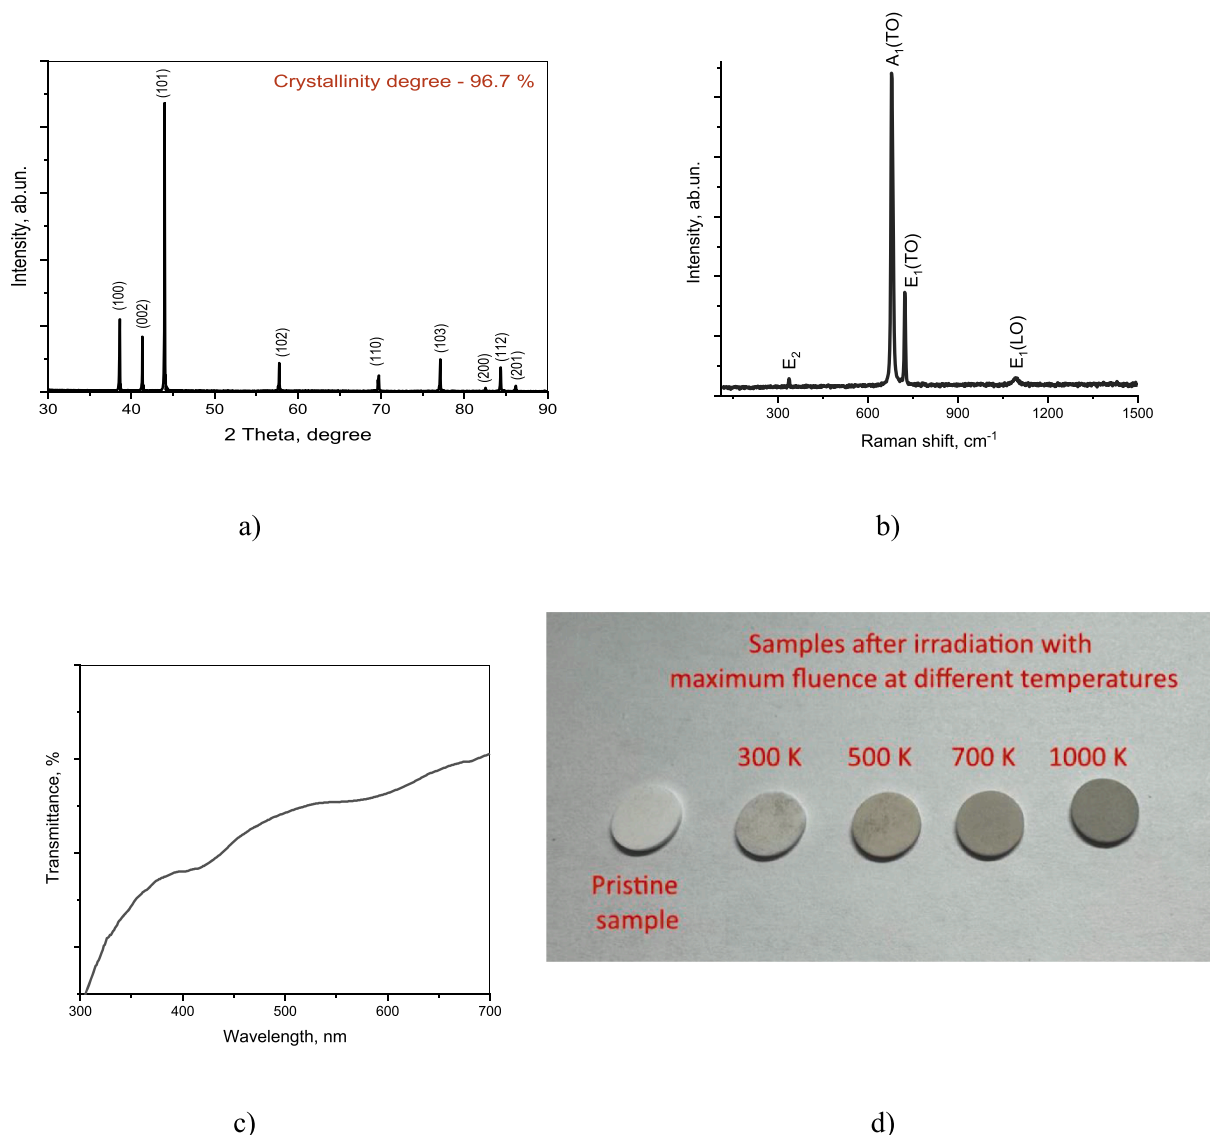 Crystallinity degree - 96.7 %
(100)
(002)
(101)
(102)
(110)
(103)
(200)
(112)
(201)
Intensity, ab.un.
30
40
50
60
70
80
90
2 Theta, degree
a)
E₂
A₁(TO)
E₁(TO)
E₁(LO)
Intensity, ab.un.
300
600
900
1200
1500
Raman shift, cm⁻¹
b)
Transmittance, %
300
400
500
600
700
Wavelength, nm
c)
Samples after irradiation with
maximum fluence at different temperatures
300 K
500 K
700 K
1000 K
Pristine
sample
d)